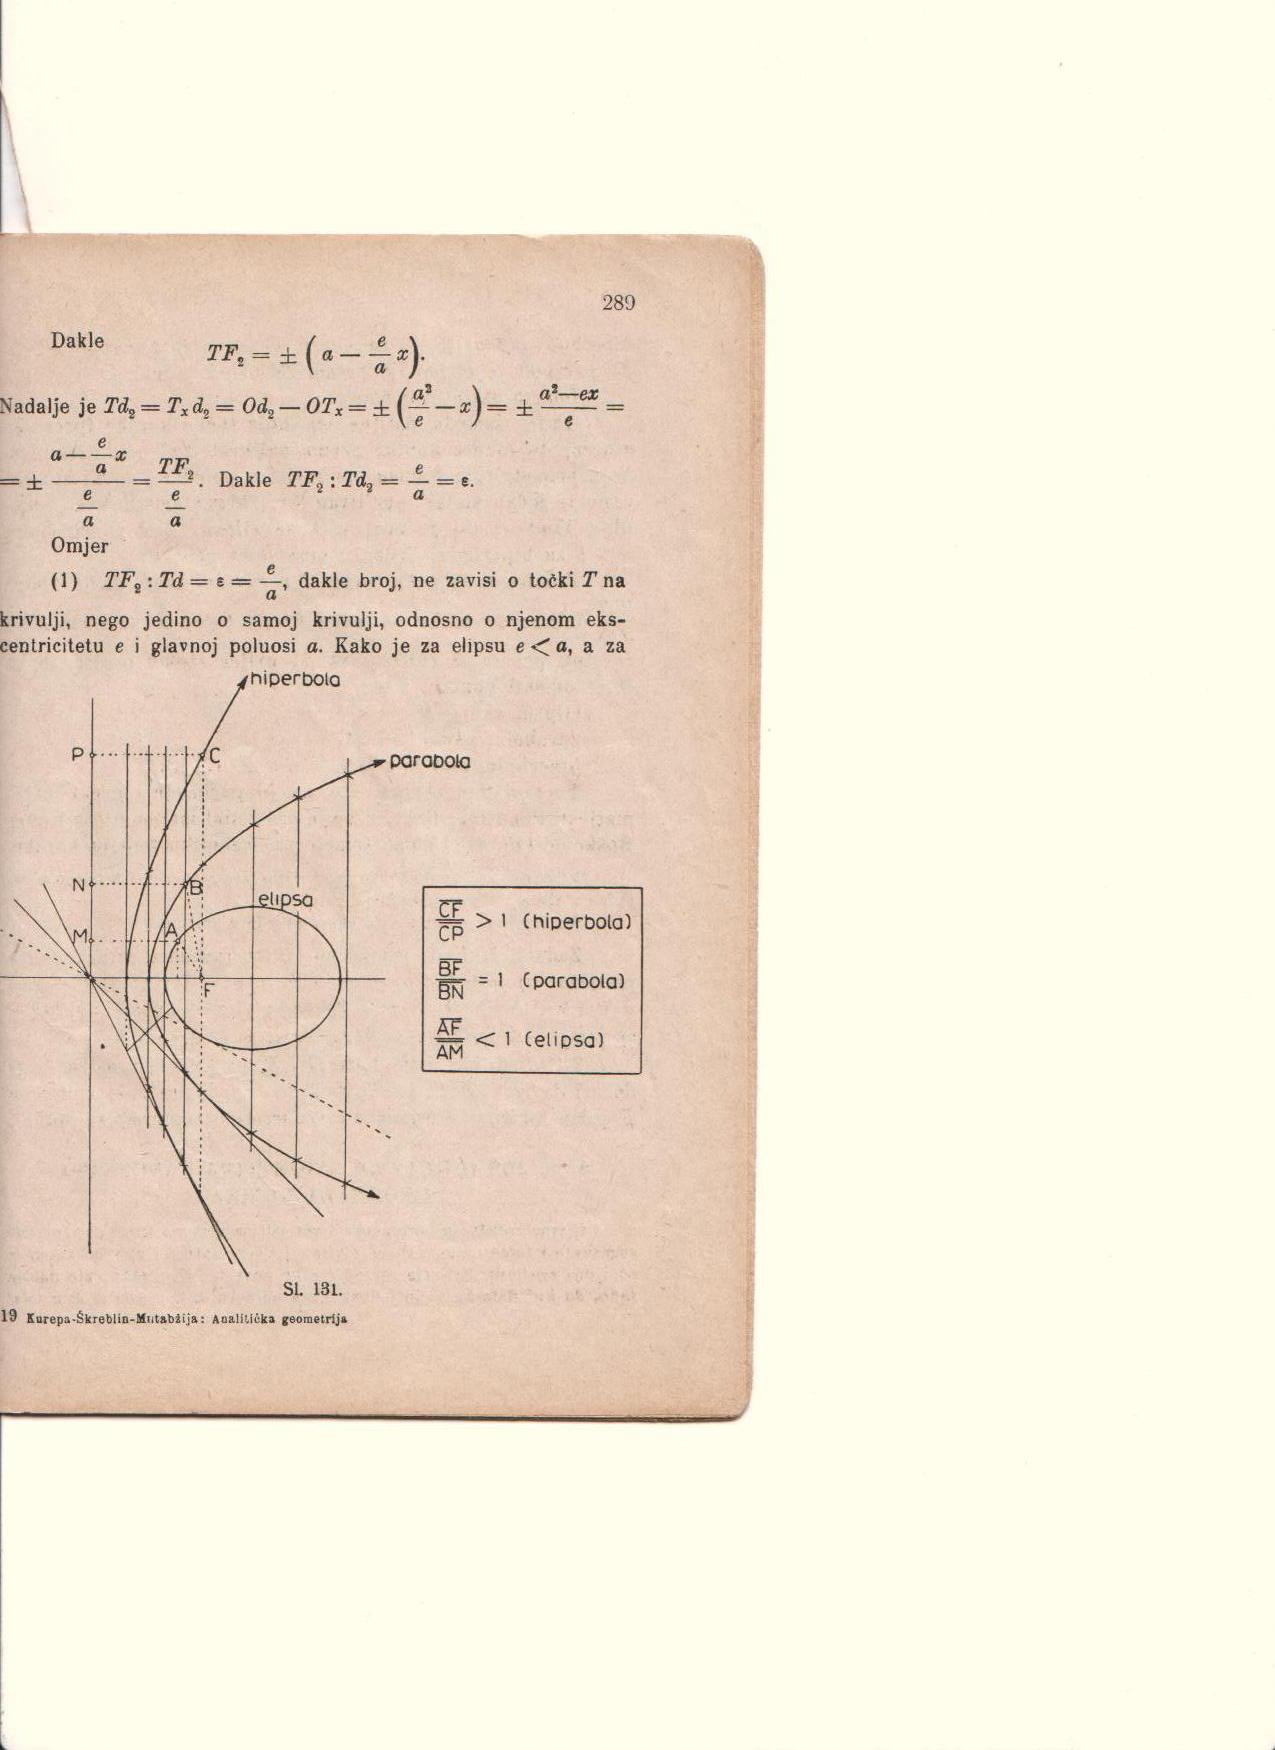 289
Dakle TF₂ = ± ( a — e/a x ).
Nadalje je Td₂ = Tₓd₂ = Od₂ — OTₓ = ± ( a²/e — x ) = ± (a²—ex)/e =
= ± (a — e/a x)/(e/a) = TF₂/(e/a). Dakle TF₂ : Td₂ = e/a = ε.
Omjer
(1) TF₂ : Td = ε = e/a, dakle broj, ne zavisi o točki T na
krivulji, nego jedino o samoj krivulji, odnosno o njenom eks-
centricitetu e i glavnoj poluosi a. Kako je za elipsu e < a, a za
hiperbola
P C
parabola
N B
elipsa
M A
F
CF/CP > 1 (hiperbola)
BF/BN = 1 (parabola)
AF/AM < 1 (elipsa)
Sl. 131.
19 Kurepa-Škreblin-Mutabžija: Analitička geometrija